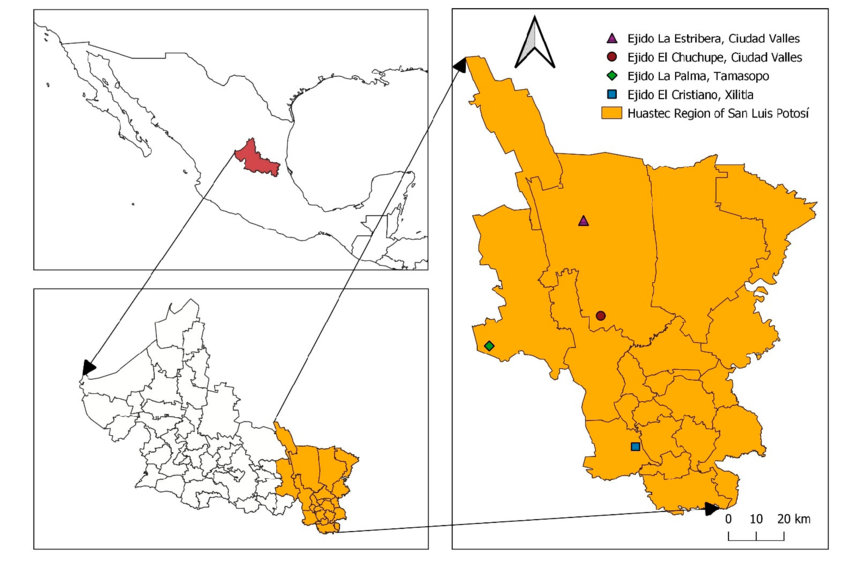 Ejido La Estribera, Ciudad Valles
Ejido El Chuchupe, Ciudad Valles
Ejido La Palma, Tamasopo
Ejido El Cristiano, Xilitla
Huastec Region of San Luis Potosí
0 10 20 km